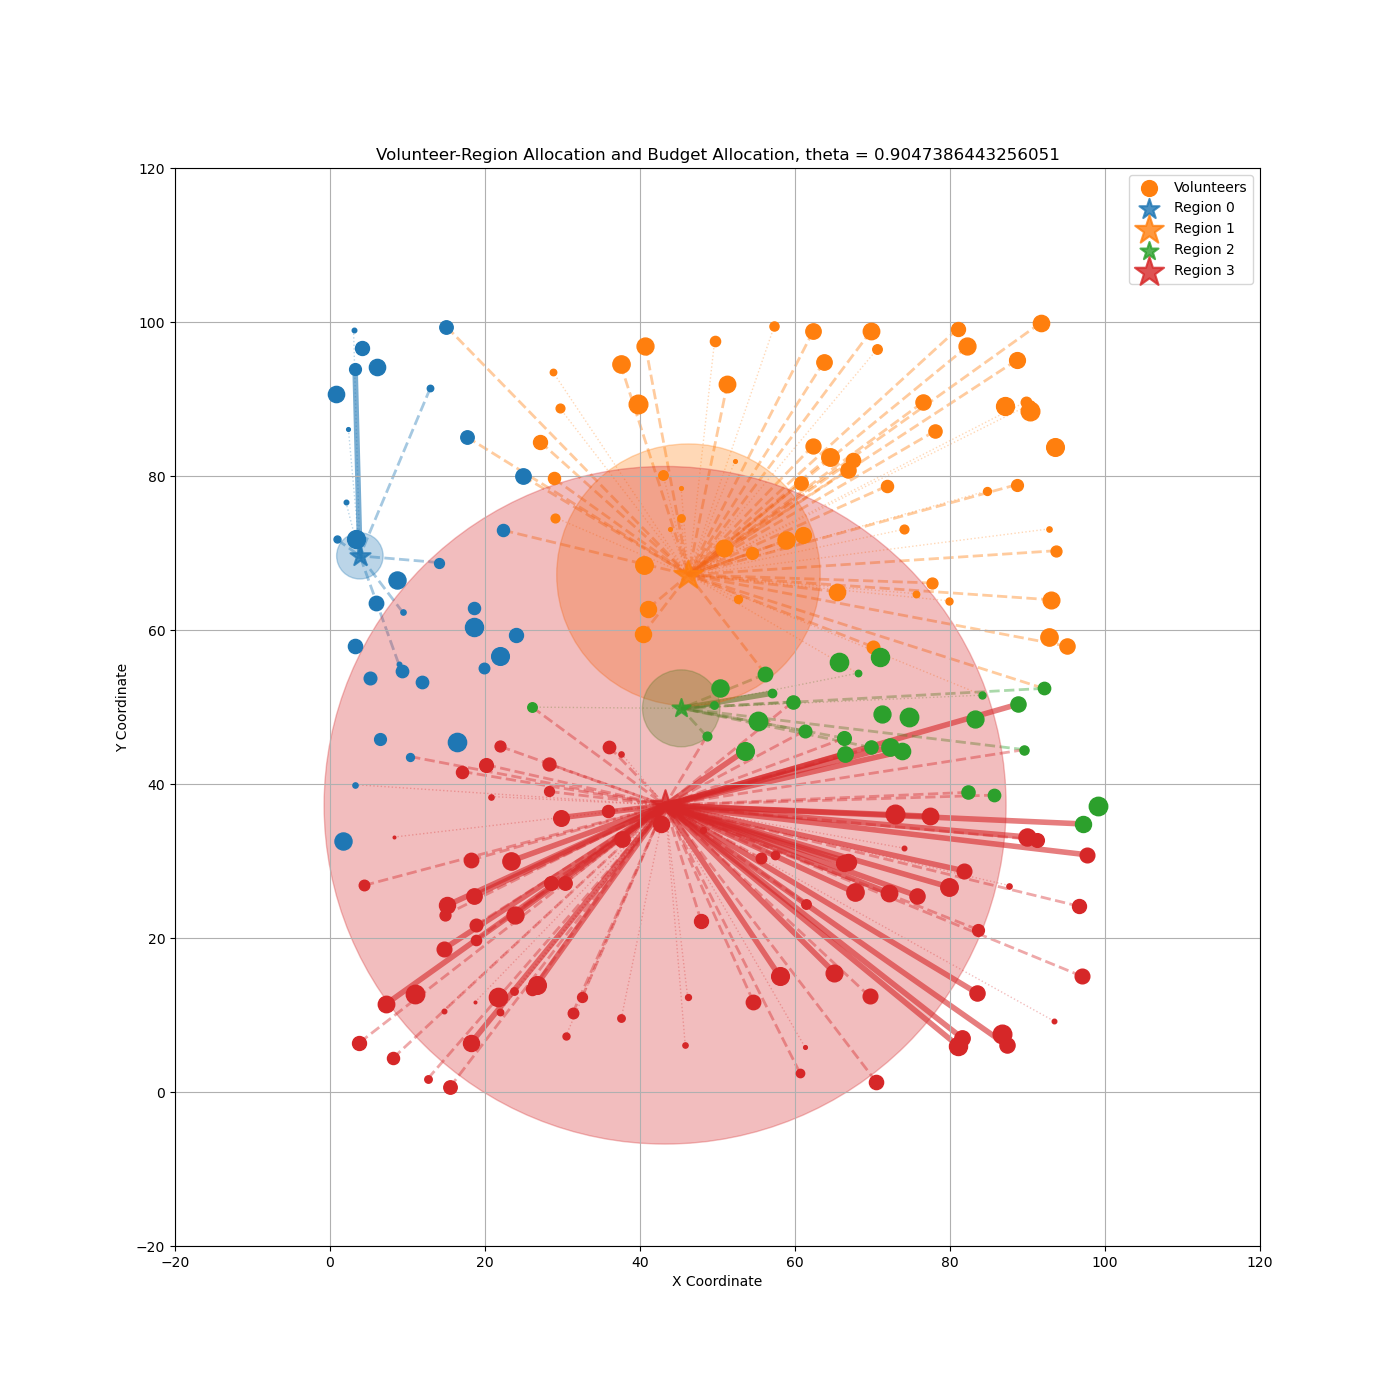 Volunteer-Region Allocation and Budget Allocation, theta = 0.9047386443256051
Volunteers
Region 0
Region 1
Region 2
Region 3
120
100
80
60
40
20
0
−20
Y Coordinate
−20 0 20 40 60 80 100 120
X Coordinate